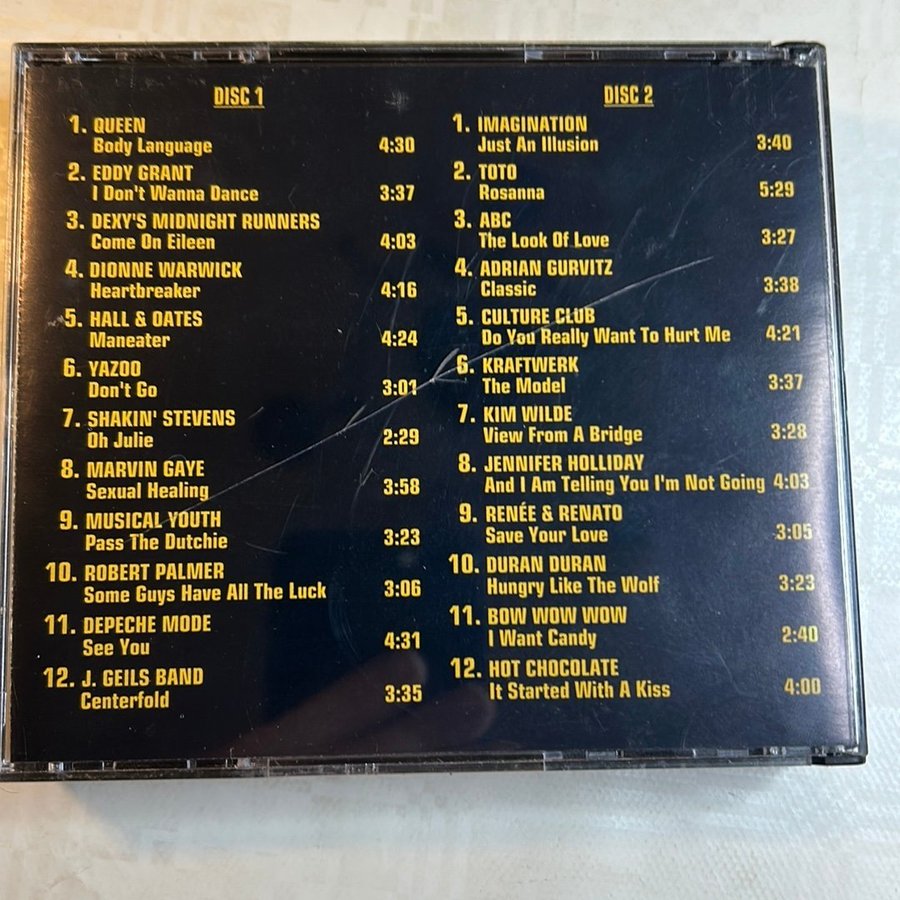 DISC 1
1. QUEEN
Body Language 4:30
2. EDDY GRANT
I Don't Wanna Dance 3:37
3. DEXY'S MIDNIGHT RUNNERS
Come On Eileen 4:03
4. DIONNE WARWICK
Heartbreaker 4:16
5. HALL & OATES
Maneater 4:24
6. YAZOO
Don't Go 3:01
7. SHAKIN' STEVENS
Oh Julie 2:29
8. MARVIN GAYE
Sexual Healing 3:58
9. MUSICAL YOUTH
Pass The Dutchie 3:23
10. ROBERT PALMER
Some Guys Have All The Luck 3:06
11. DEPECHE MODE
See You 4:31
12. J. GEILS BAND
Centerfold 3:35
DISC 2
1. IMAGINATION
Just An Illusion 3:40
2. TOTO
Rosanna 5:29
3. ABC
The Look Of Love 3:27
4. ADRIAN GURVITZ
Classic 3:38
5. CULTURE CLUB
Do You Really Want To Hurt Me 4:21
6. KRAFTWERK
The Model 3:37
7. KIM WILDE
View From A Bridge 3:28
8. JENNIFER HOLLIDAY
And I Am Telling You I'm Not Going 4:03
9. RENÉE & RENATO
Save Your Love 3:05
10. DURAN DURAN
Hungry Like The Wolf 3:23
11. BOW WOW WOW
I Want Candy 2:40
12. HOT CHOCOLATE
It Started With A Kiss 4:00